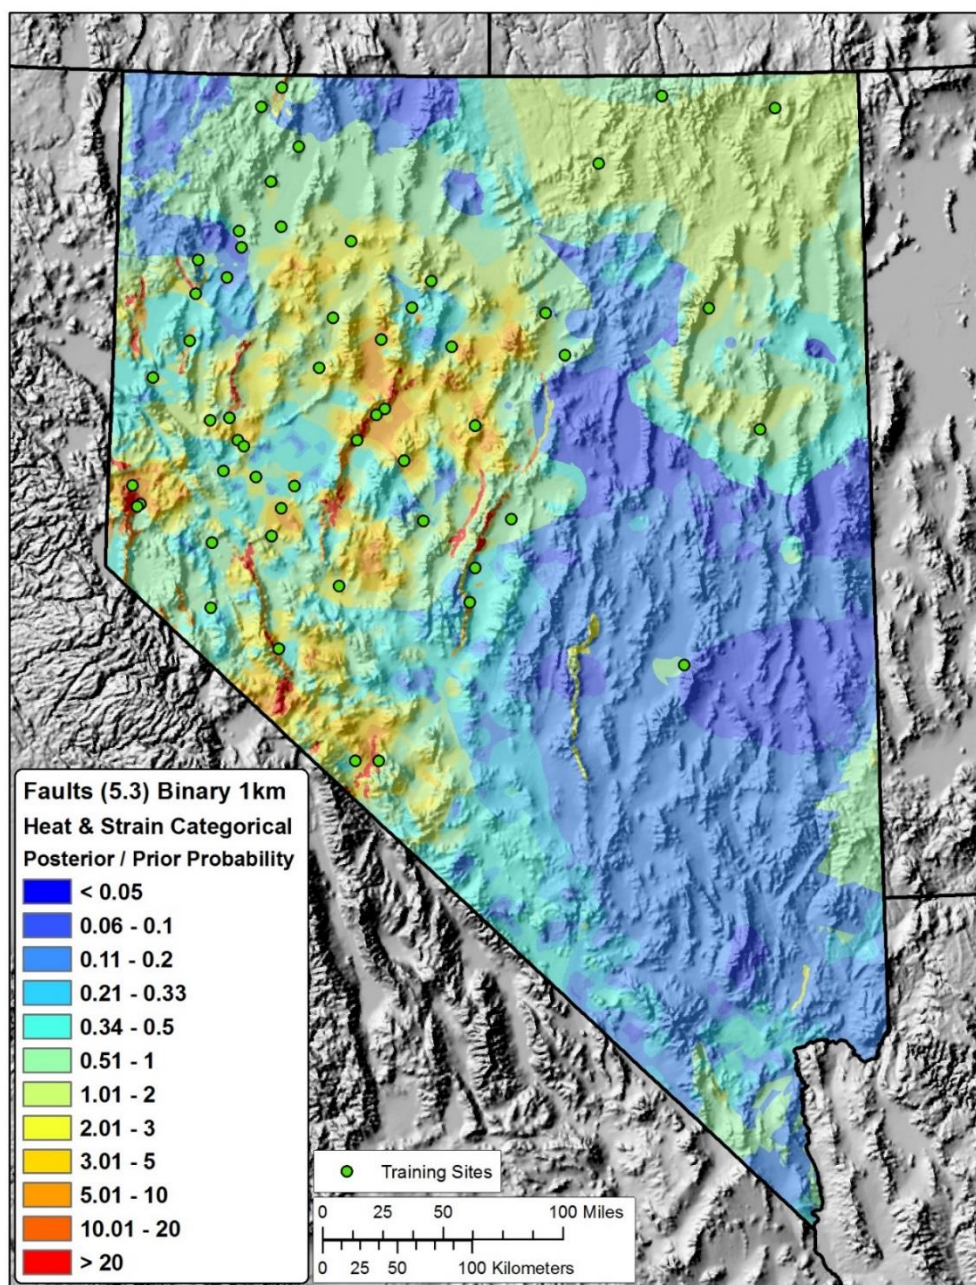 Faults (5.3) Binary 1km
Heat & Strain Categorical
Posterior / Prior Probability
< 0.05
0.06 - 0.1
0.11 - 0.2
0.21 - 0.33
0.34 - 0.5
0.51 - 1
1.01 - 2
2.01 - 3
3.01 - 5
5.01 - 10
10.01 - 20
> 20
Training Sites
0 25 50 100 Miles
0 25 50 100 Kilometers